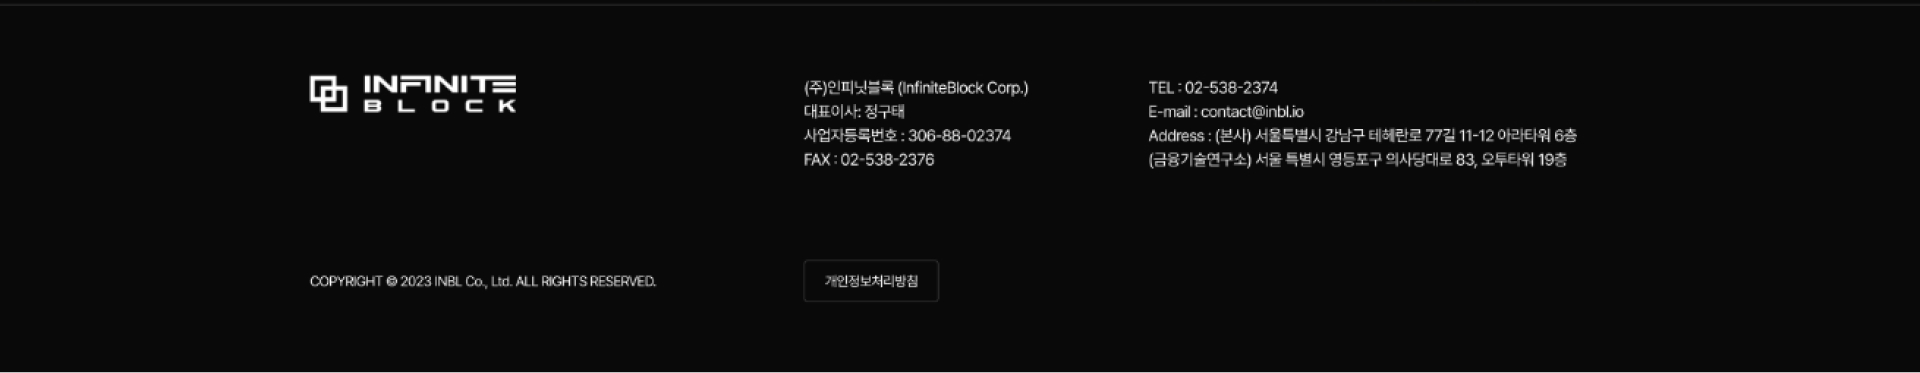 INFINITE
BLOCK
(주)인피닛블록 (InfiniteBlock Corp.)
대표이사: 정구태
사업자등록번호 : 306-88-02374
FAX : 02-538-2376
TEL : 02-538-2374
E-mail : contact@inbl.io
Address : (본사) 서울특별시 강남구 테헤란로 77길 11-12 아라타워 6층
(금융기술연구소) 서울 특별시 영등포구 의사당대로 83, 오투타워 19층
COPYRIGHT © 2023 INBL Co., Ltd. ALL RIGHTS RESERVED.
개인정보처리방침